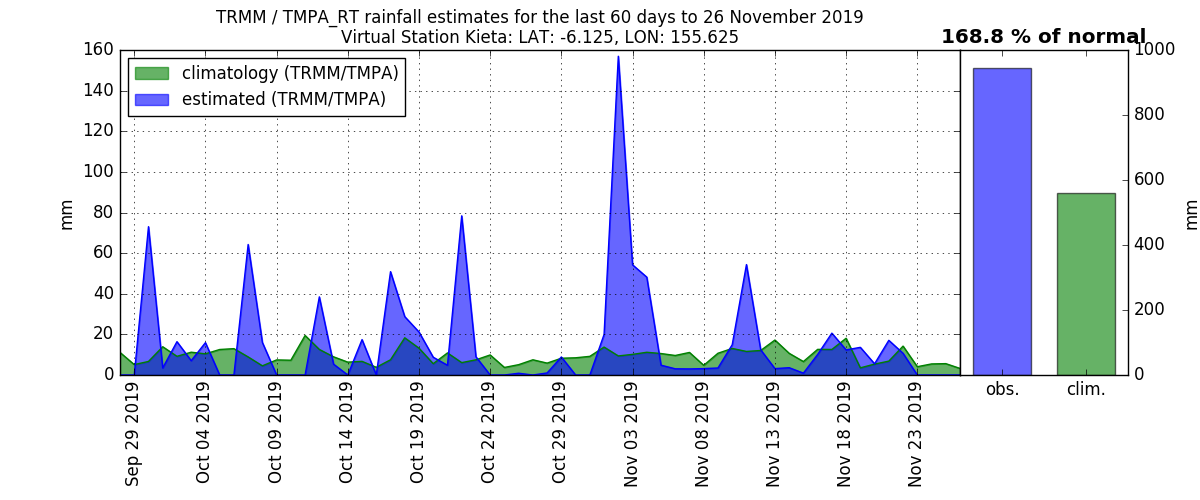 TRMM / TMPA_RT rainfall estimates for the last 60 days to 26 November 2019
Virtual Station Kieta: LAT: -6.125, LON: 155.625
168.8 % of normal
climatology (TRMM/TMPA)
estimated (TRMM/TMPA)
160
140
120
100
80
60
40
20
0
mm
Sep 29 2019
Oct 04 2019
Oct 09 2019
Oct 14 2019
Oct 19 2019
Oct 24 2019
Oct 29 2019
Nov 03 2019
Nov 08 2019
Nov 13 2019
Nov 18 2019
Nov 23 2019
obs.
clim.
1000
800
600
400
200
0
mm